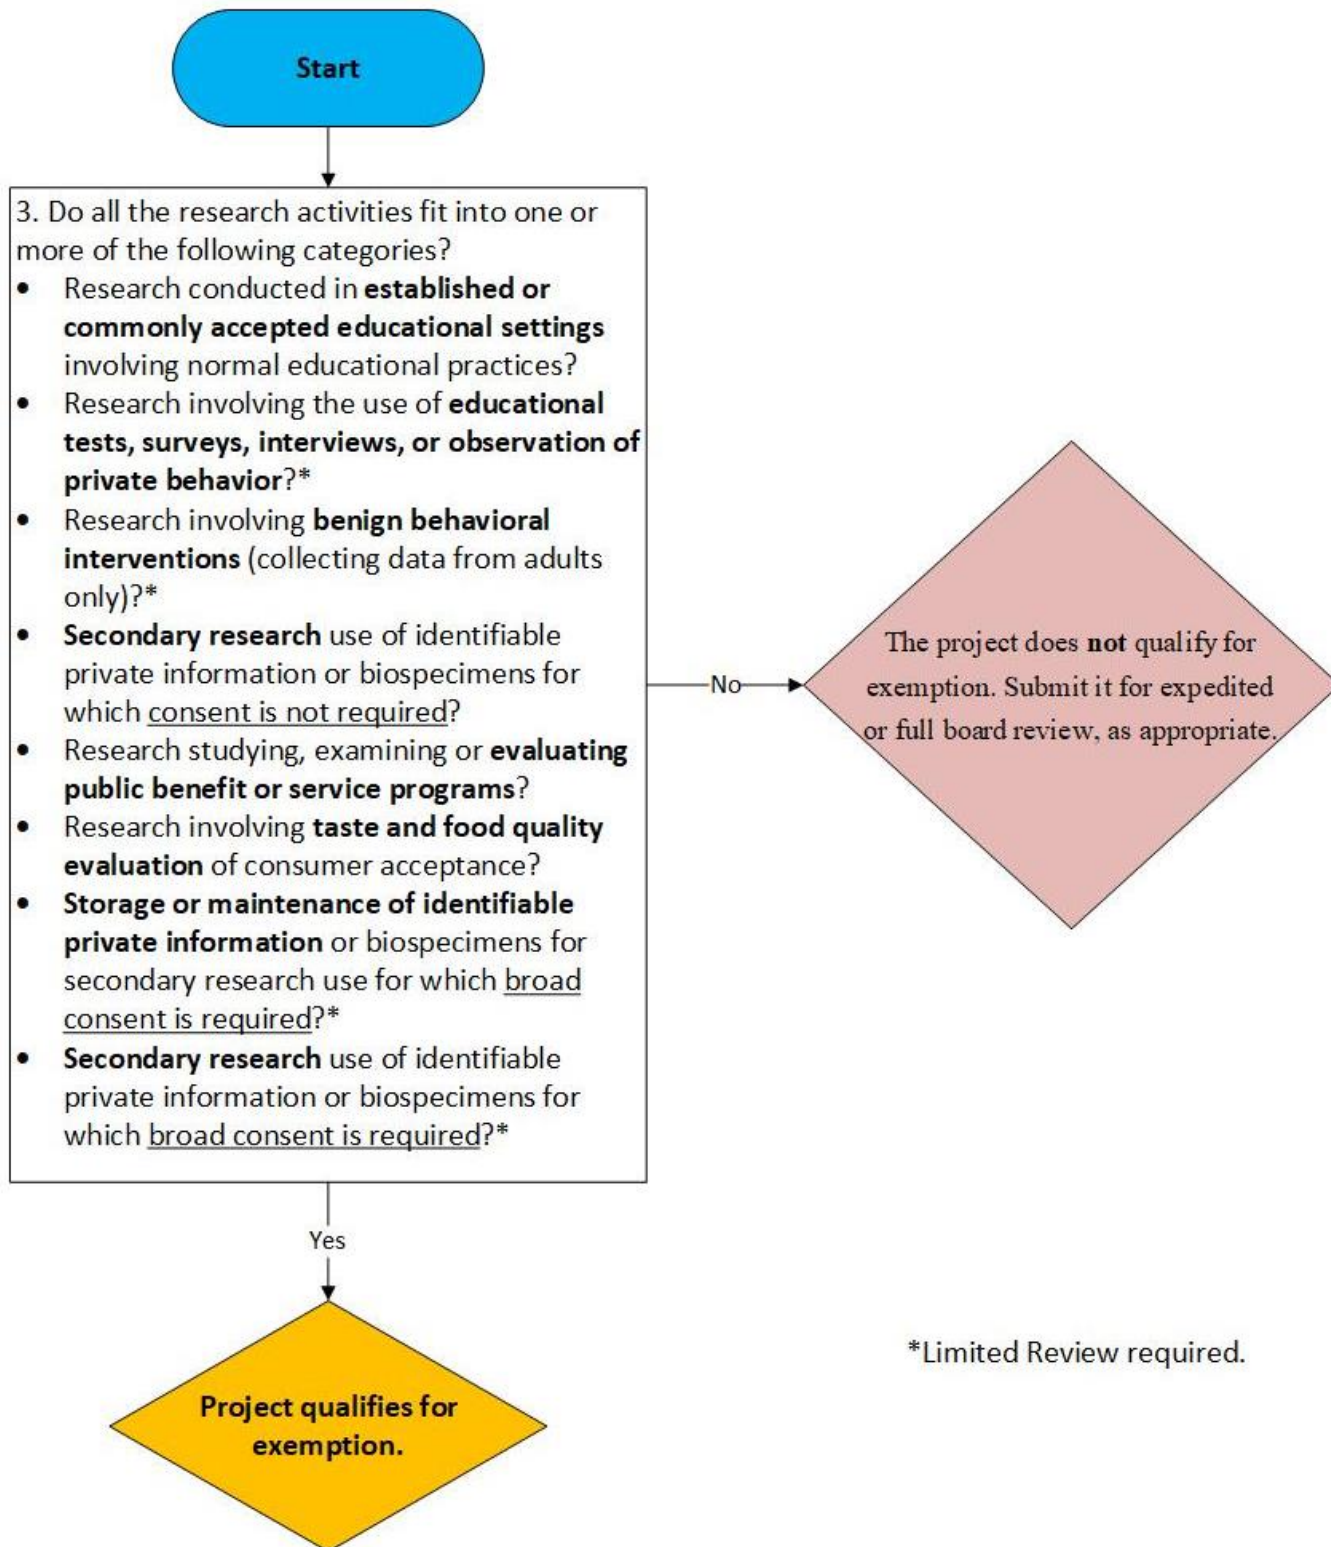 Start
3. Do all the research activities fit into one or
more of the following categories?
• Research conducted in established or
commonly accepted educational settings
involving normal educational practices?
• Research involving the use of educational
tests, surveys, interviews, or observation of
private behavior?*
• Research involving benign behavioral
interventions (collecting data from adults
only)?*
• Secondary research use of identifiable
private information or biospecimens for
which consent is not required?
• Research studying, examining or evaluating
public benefit or service programs?
• Research involving taste and food quality
evaluation of consumer acceptance?
• Storage or maintenance of identifiable
private information or biospecimens for
secondary research use for which broad
consent is required?*
• Secondary research use of identifiable
private information or biospecimens for
which broad consent is required?*
No
The project does not qualify for
exemption. Submit it for expedited
or full board review, as appropriate.
Yes
Project qualifies for
exemption.
*Limited Review required.